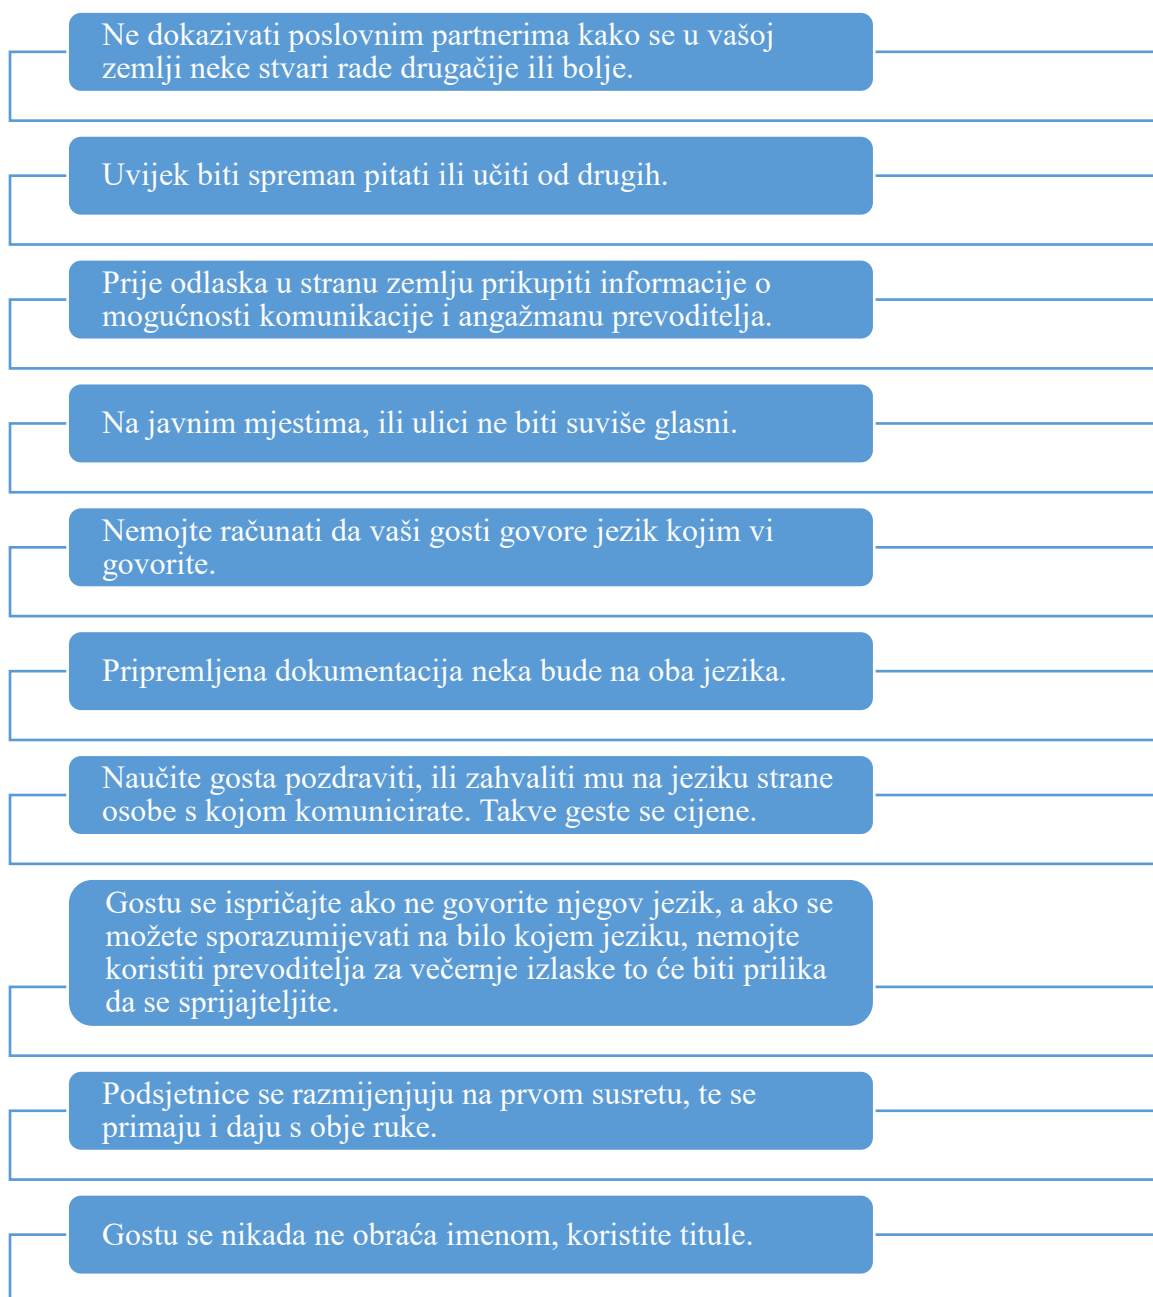 Ne dokazivati poslovnim partnerima kako se u vašoj
zemlji neke stvari rade drugačije ili bolje.
Uvijek biti spreman pitati ili učiti od drugih.
Prije odlaska u stranu zemlju prikupiti informacije o
mogućnosti komunikacije i angažmanu prevoditelja.
Na javnim mjestima, ili ulici ne biti suviše glasni.
Nemojte računati da vaši gosti govore jezik kojim vi
govorite.
Pripremljena dokumentacija neka bude na oba jezika.
Naučite gosta pozdraviti, ili zahvaliti mu na jeziku strane
osobe s kojom komunicirate. Takve geste se cijene.
Gostu se ispričajte ako ne govorite njegov jezik, a ako se
možete sporazumijevati na bilo kojem jeziku, nemojte
koristiti prevoditelja za večernje izlaske to će biti prilika
da se sprijajteljite.
Podsjetnice se razmijenjuju na prvom susretu, te se
primaju i daju s obje ruke.
Gostu se nikada ne obraća imenom, koristite titule.